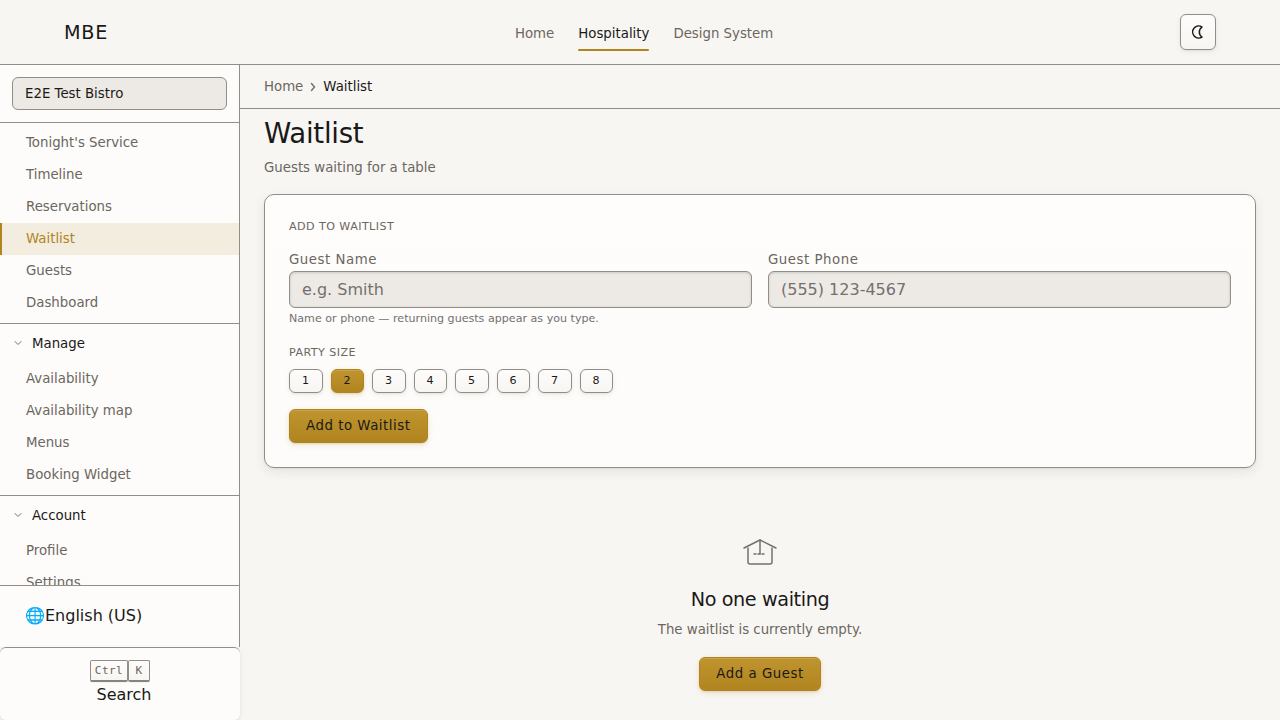 MBE
Home
Hospitality
Design System
E2E Test Bistro
Tonight's Service
Timeline
Reservations
Waitlist
Guests
Dashboard
Manage
Availability
Availability map
Menus
Booking Widget
Account
Profile
Settings
English (US)
Ctrl K
Search
Home › Waitlist
Waitlist
Guests waiting for a table
ADD TO WAITLIST
Guest Name
e.g. Smith
Name or phone — returning guests appear as you type.
Guest Phone
(555) 123-4567
PARTY SIZE
1 2 3 4 5 6 7 8
Add to Waitlist
No one waiting
The waitlist is currently empty.
Add a Guest